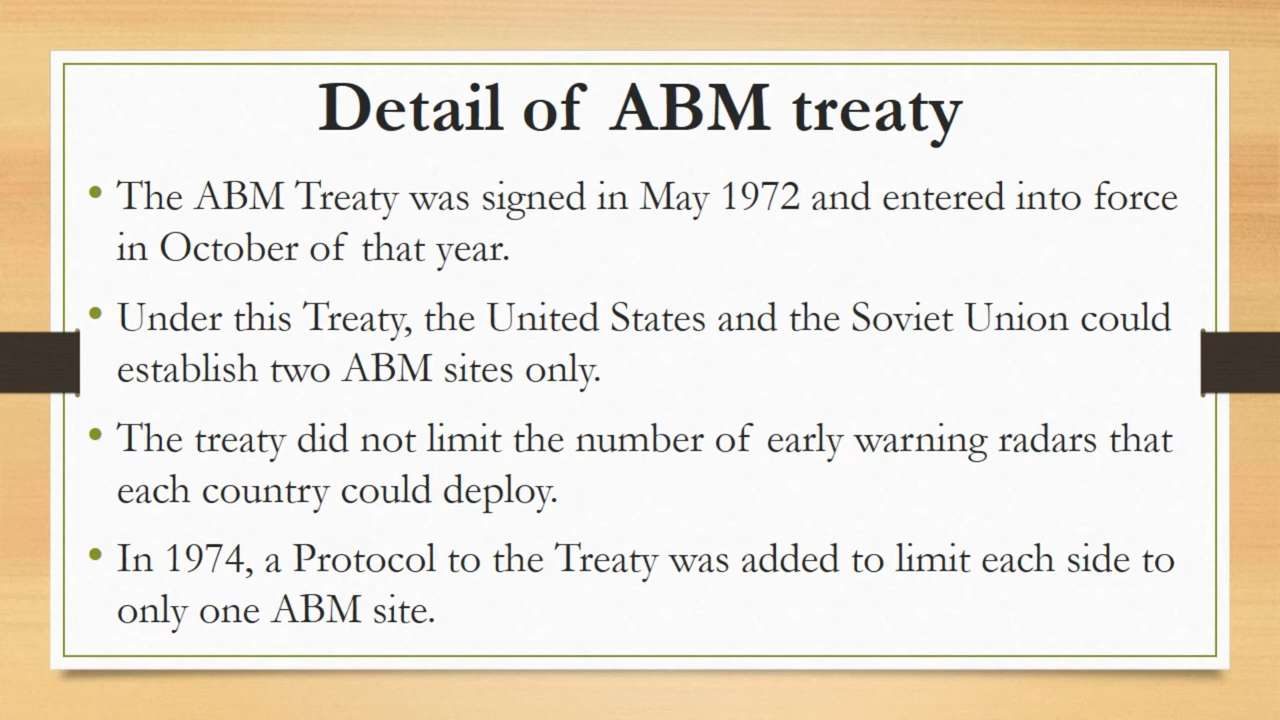 Detail of ABM treaty
• The ABM Treaty was signed in May 1972 and entered into force
in October of that year.
• Under this Treaty, the United States and the Soviet Union could
establish two ABM sites only.
• The treaty did not limit the number of early warning radars that
each country could deploy.
• In 1974, a Protocol to the Treaty was added to limit each side to
only one ABM site.